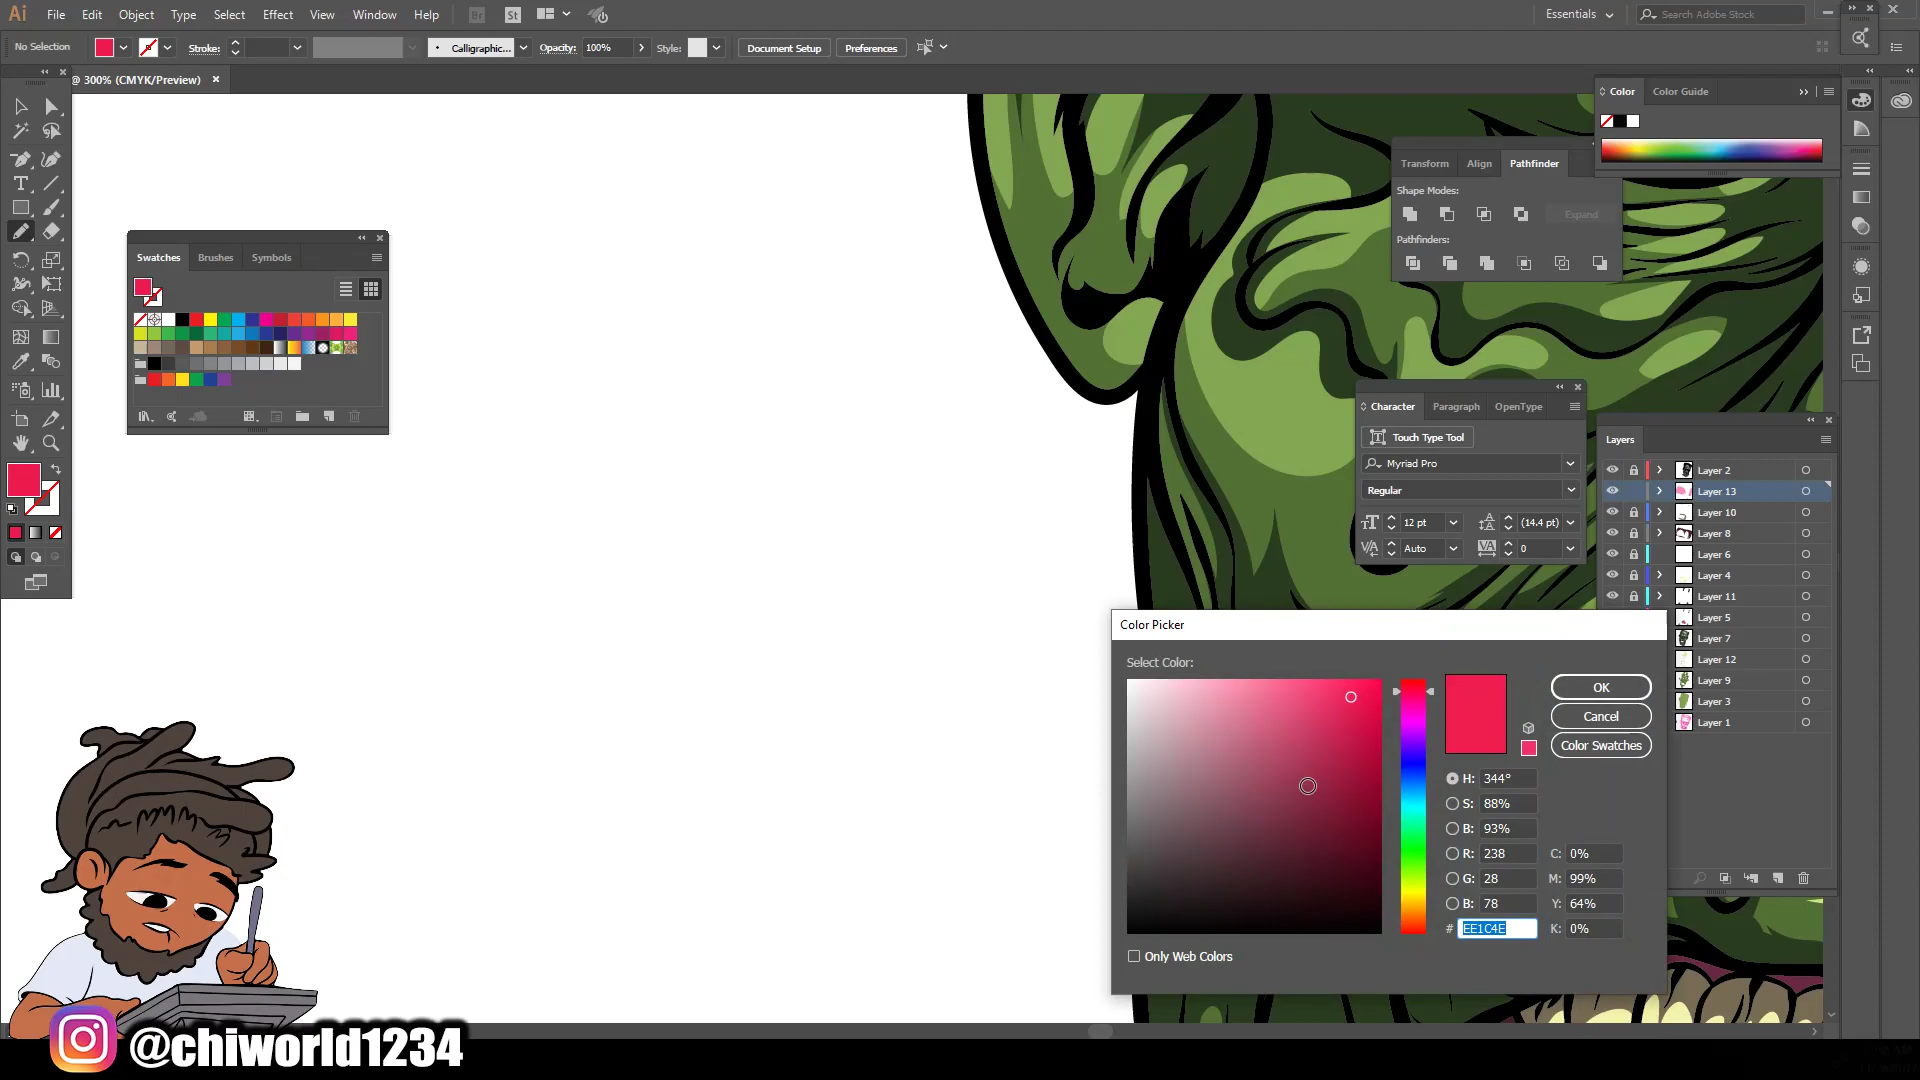 Ai File Edit Object Type Select Effect View Window Help Br St Essentials Search Adobe Stock
No Selection Stroke: Calligraphic... Opacity: 100% Style: Document Setup Preferences
@ 300% (CMYK/Preview)
Color Color Guide
Transform Align Pathfinder
Shape Modes:
Expand
Pathfinders:
Swatches Brushes Symbols
Character Paragraph OpenType
Touch Type Tool
Myriad Pro
Regular
12 pt (14.4 pt)
Auto 0
Layers
Layer 2
Layer 13
Layer 10
Layer 8
Layer 6
Layer 4
Layer 11
Layer 5
Layer 7
Layer 12
Layer 9
Layer 3
Layer 1
Color Picker
Select Color:
OK
Cancel
Color Swatches
H: 344°
S: 88%
B: 93%
R: 238 C: 0%
G: 28 M: 99%
B: 78 Y: 64%
# EE1C4E K: 0%
Only Web Colors
@chiworld1234